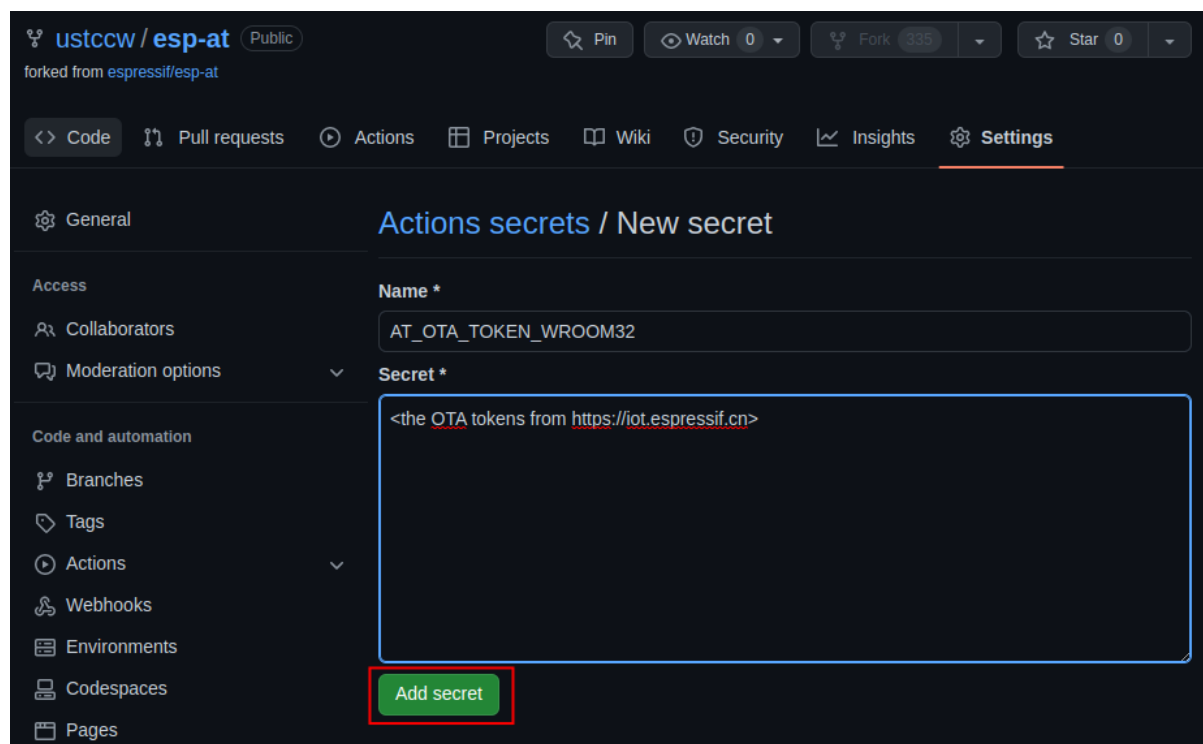 ustccw / esp-at Public Pin Watch 0 Fork 335 Star 0
forked from espressif/esp-at
Code Pull requests Actions Projects Wiki Security Insights Settings
General
Access
Collaborators
Moderation options
Code and automation
Branches
Tags
Actions
Webhooks
Environments
Codespaces
Pages
Actions secrets / New secret
Name *
AT_OTA_TOKEN_WROOM32
Secret *
<the OTA tokens from https://iot.espressif.cn>
Add secret